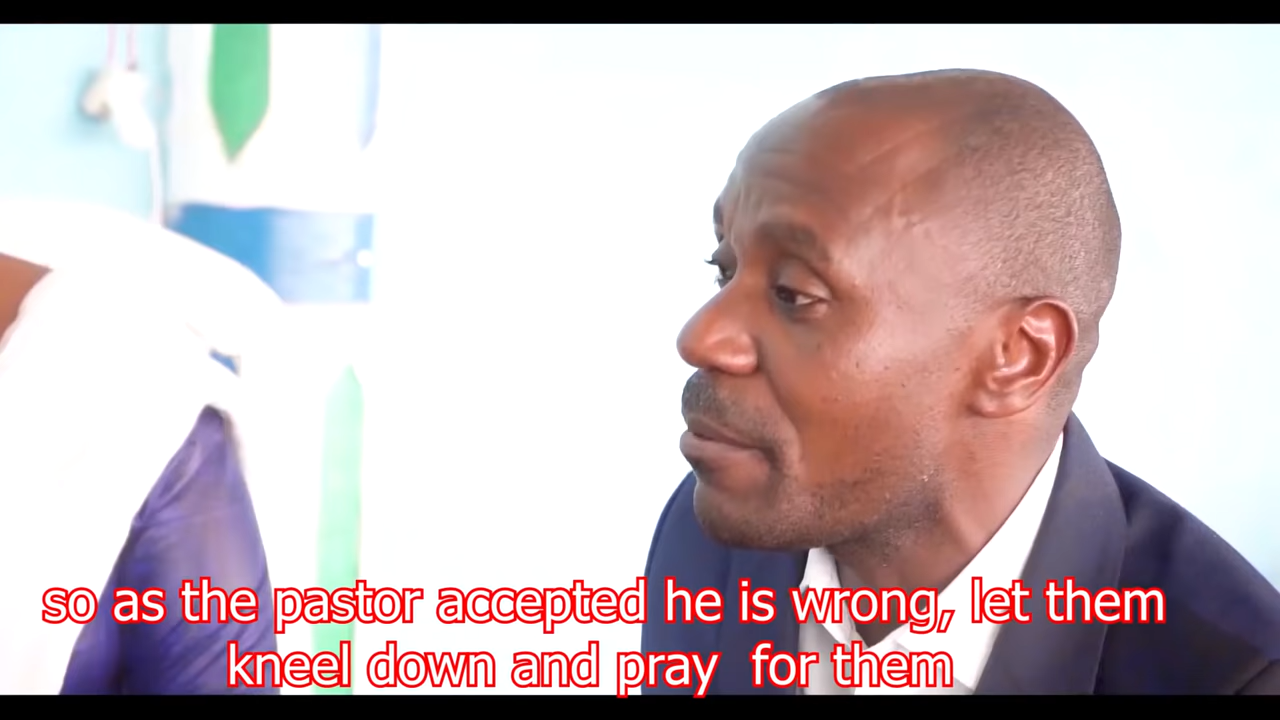 so as the pastor accepted he is wrong, let them
kneel down and pray  for them